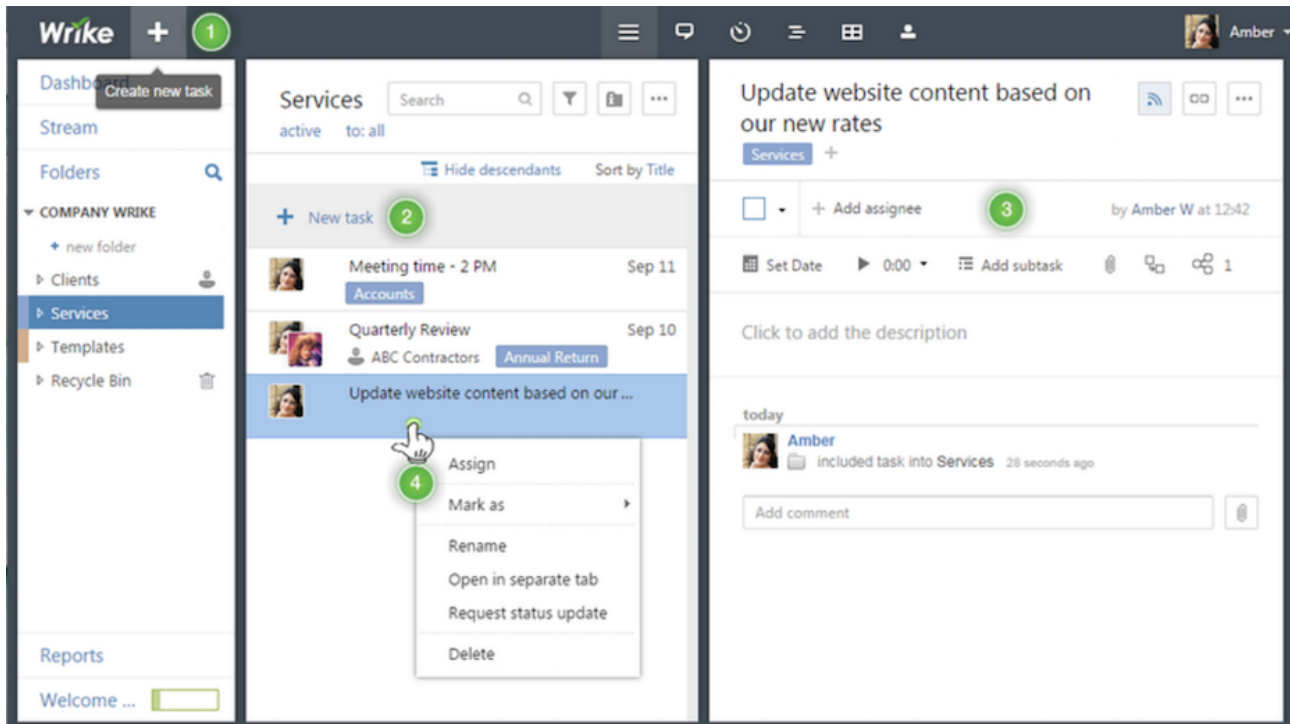 Wrike + 1
Amber
Create new task
Dashboard
Stream
Folders
COMPANY WRIKE
+ new folder
Clients
Services
Templates
Recycle Bin
Reports
Welcome ...
Services Search
active to: all
Hide descendants Sort by Title
+ New task 2
Meeting time - 2 PM Sep 11
Accounts
Quarterly Review Sep 10
ABC Contractors Annual Return
Update website content based on our ...
4
Assign
Mark as
Rename
Open in separate tab
Request status update
Delete
Update website content based on
our new rates
Services +
+ Add assignee 3 by Amber W at 12:42
Set Date 0:00 Add subtask 1
Click to add the description
today
Amber
included task into Services 28 seconds ago
Add comment